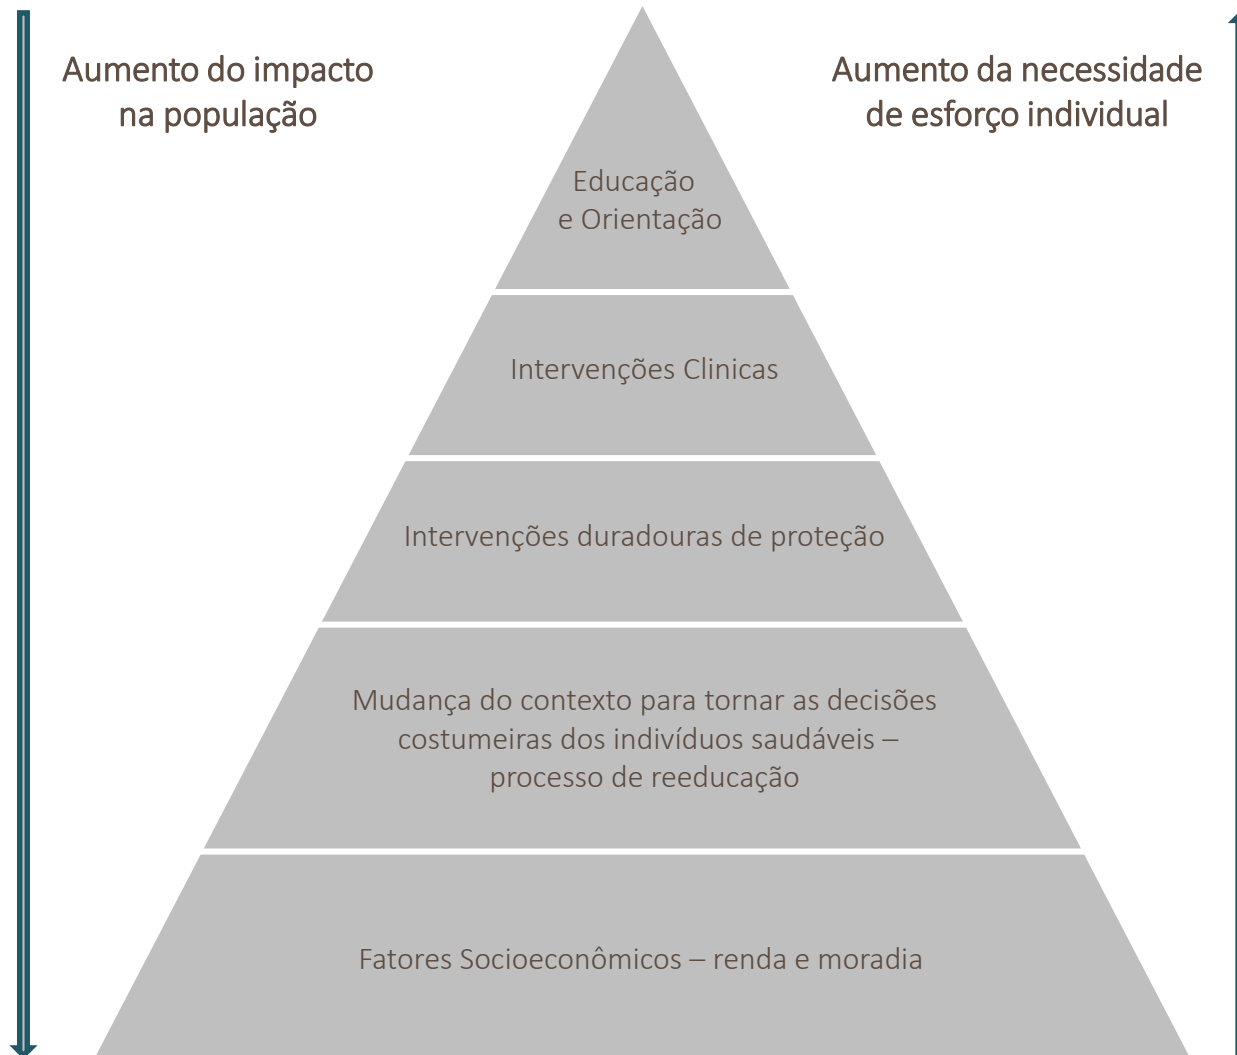 Aumento do impacto
na população
Aumento da necessidade
de esforço individual
Educação
e Orientação
Intervenções Clinicas
Intervenções duradouras de proteção
Mudança do contexto para tornar as decisões
costumeiras dos indivíduos saudáveis –
processo de reeducação
Fatores Socioeconômicos – renda e moradia